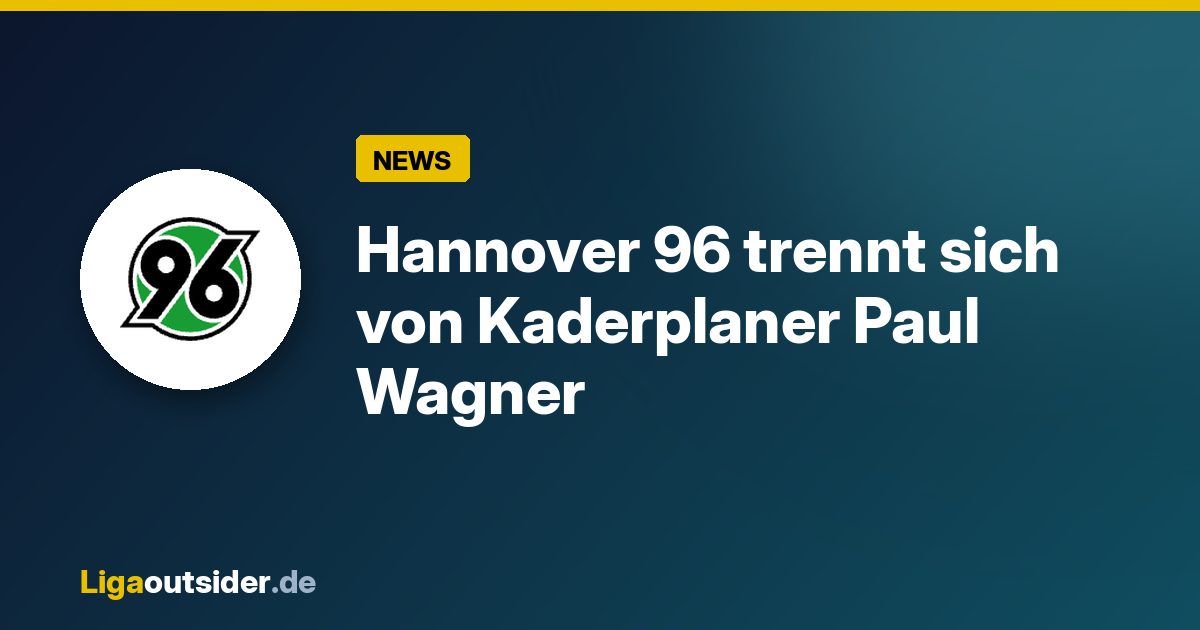 NEWS
96
Hannover 96 trennt sich
von Kaderplaner Paul
Wagner
Ligaoutsider.de